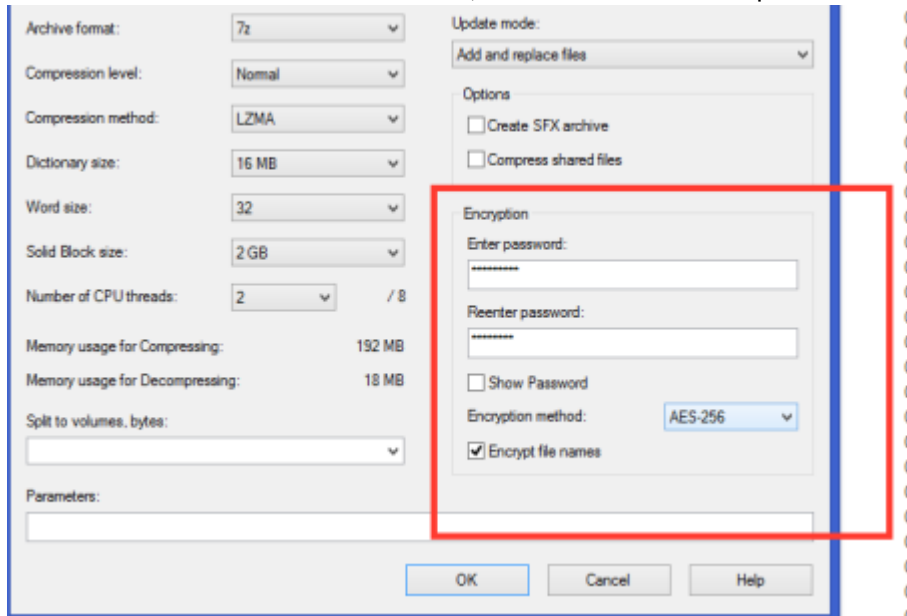 Archive format: 7z
Compression level: Normal
Compression method: LZMA
Dictionary size: 16 MB
Word size: 32
Solid Block size: 2 GB
Number of CPU threads: 2 / 8
Memory usage for Compressing: 192 MB
Memory usage for Decompressing: 18 MB
Split to volumes, bytes:
Parameters:
Update mode:
Add and replace files
Options
Create SFX archive
Compress shared files
Encryption
Enter password:
*********
Reenter password:
********
Show Password
Encryption method: AES-256
Encrypt file names
OK Cancel Help